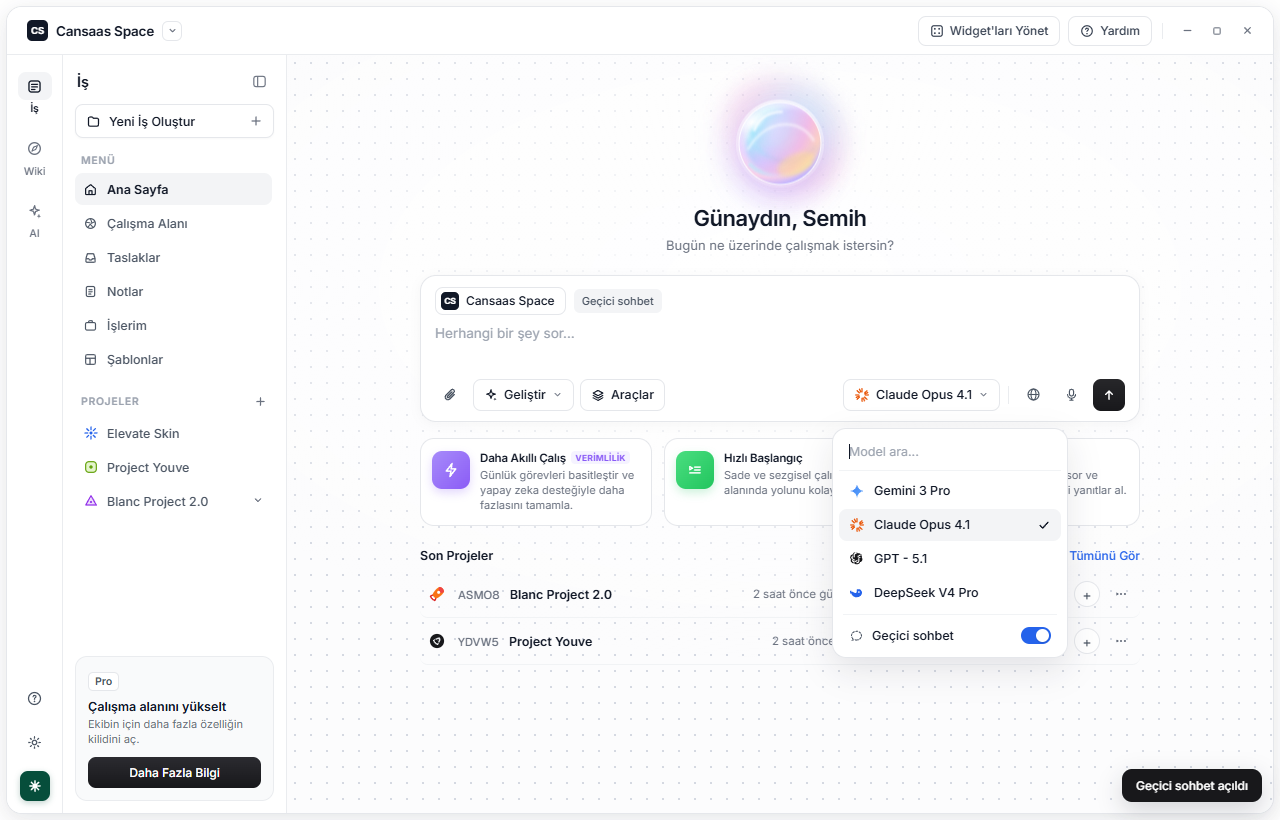 CS Cansaas Space
Widget'ları Yönet
Yardım
İş
Wiki
AI
İş
Yeni İş Oluştur
MENÜ
Ana Sayfa
Çalışma Alanı
Taslaklar
Notlar
İşlerim
Şablonlar
PROJELER
Elevate Skin
Project Youve
Blanc Project 2.0
Pro
Çalışma alanını yükselt
Ekibin için daha fazla özelliğin
kilidini aç.
Daha Fazla Bilgi
Günaydın, Semih
Bugün ne üzerinde çalışmak istersin?
CS Cansaas Space
Geçici sohbet
Herhangi bir şey sor...
Geliştir
Araçlar
Claude Opus 4.1
Daha Akıllı Çalış VERİMLİLİK
Günlük görevleri basitleştir ve
yapay zeka desteğiyle daha
fazlasını tamamla.
Hızlı Başlangıç
Sade ve sezgisel
alanında yolunu
sor ve
yanıtlar al.
Model ara...
Gemini 3 Pro
Claude Opus 4.1
GPT - 5.1
DeepSeek V4 Pro
Geçici sohbet
Son Projeler
Tümünü Gör
ASMO8 Blanc Project 2.0
2 saat önce
YDVW5 Project Youve
2 saat önce
Geçici sohbet açıldı